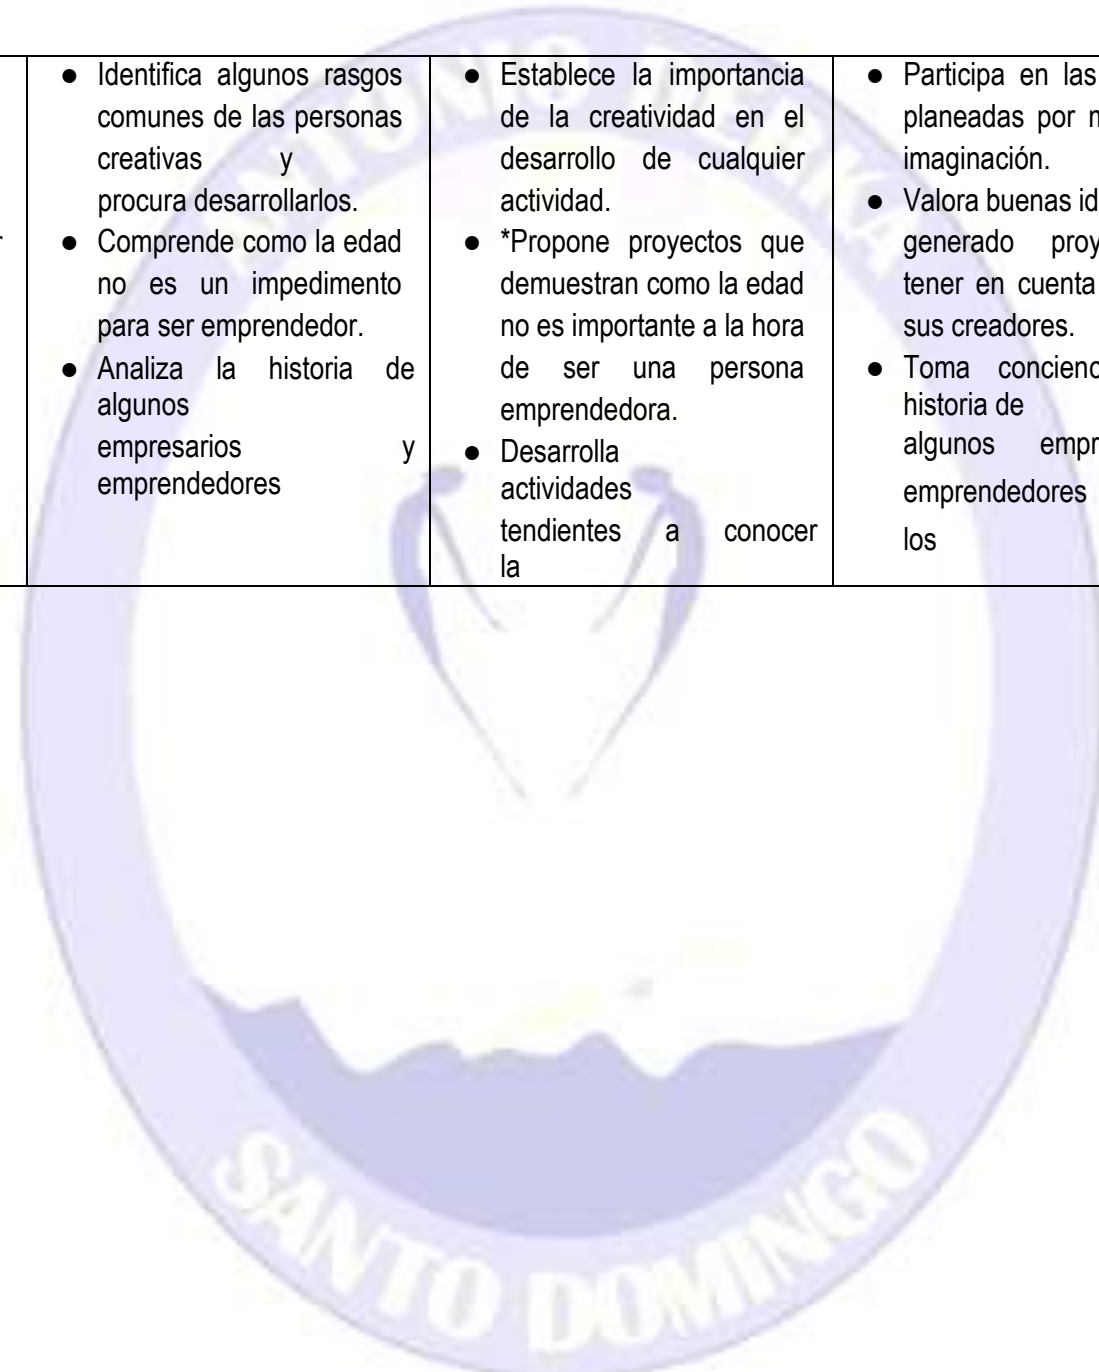 ● Identifica algunos rasgos
comunes de las personas
creativas y
procura desarrollarlos.
● Comprende como la edad
no es un impedimento
para ser emprendedor.
● Analiza la historia de
algunos
empresarios y
emprendedores
● Establece la importancia
de la creatividad en el
desarrollo de cualquier
actividad.
● *Propone proyectos que
demuestran como la edad
no es importante a la hora
de ser una persona
emprendedora.
● Desarrolla
actividades
tendientes a conocer
la
● Participa en las
planeadas por
imaginación.
● Valora buenas
generado
tener en cuenta
sus creadores.
● Toma
historia de
algunos
emprendedores
los
ANTONIO DERKA
SANTO DOMINGO